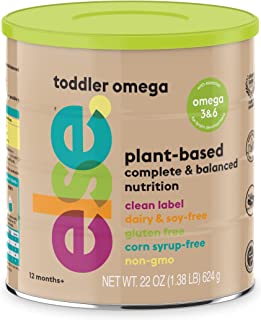 toddler omega
else.
omega
3&6
plant-based
complete & balanced
nutrition
clean label
dairy & soy-free
gluten free
corn syrup-free
non-gmo
12 months+
NET WT. 22 OZ (1.38 LB) 624 g